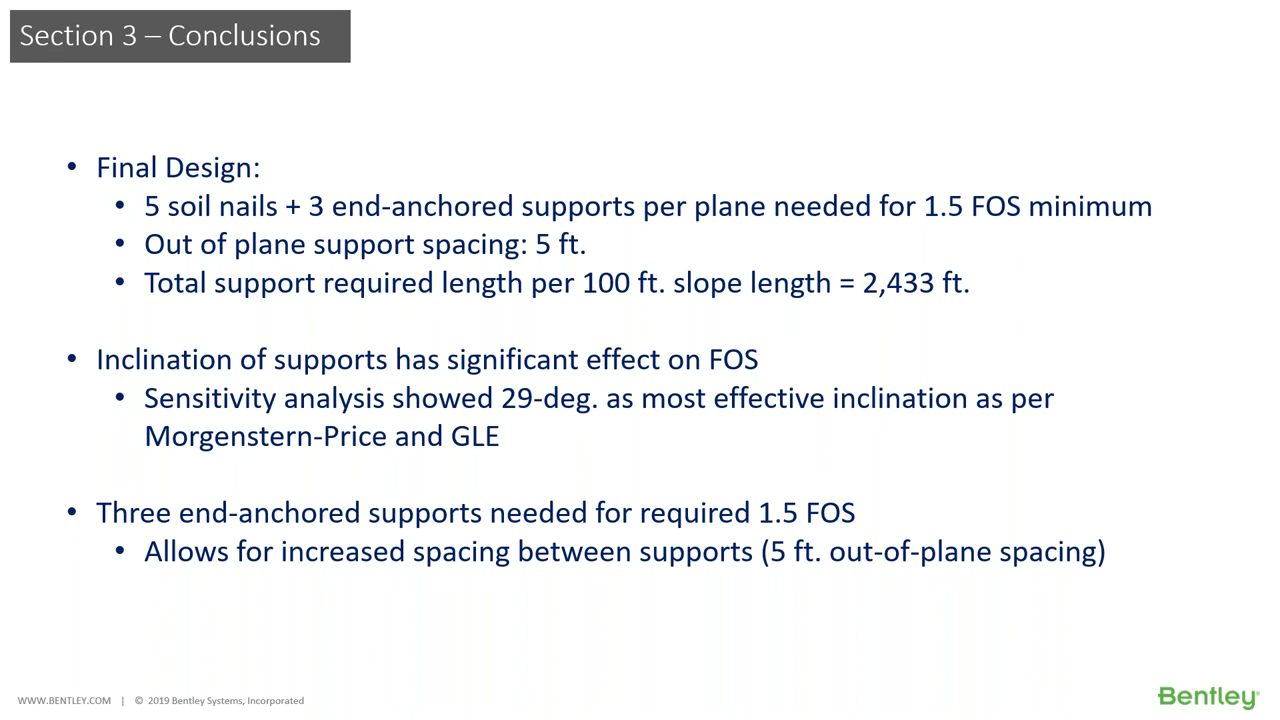 Section 3 – Conclusions
• Final Design:
• 5 soil nails + 3 end-anchored supports per plane needed for 1.5 FOS minimum
• Out of plane support spacing: 5 ft.
• Total support required length per 100 ft. slope length = 2,433 ft.
• Inclination of supports has significant effect on FOS
• Sensitivity analysis showed 29-deg. as most effective inclination as per
Morgenstern-Price and GLE
• Three end-anchored supports needed for required 1.5 FOS
• Allows for increased spacing between supports (5 ft. out-of-plane spacing)
WWW.BENTLEY.COM | © 2019 Bentley Systems, Incorporated
Bentley®